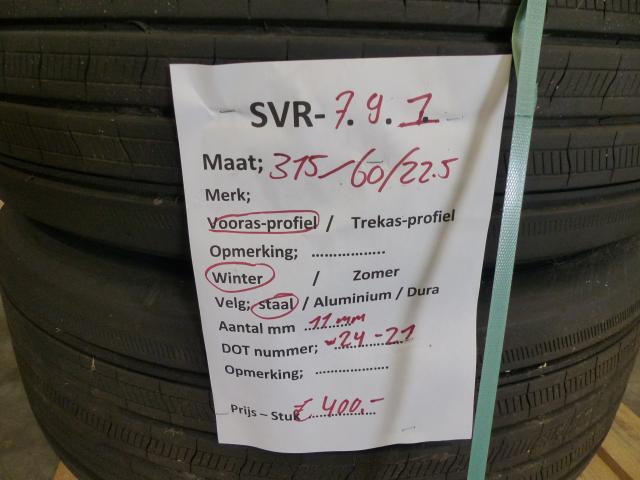 SVR-7.9.1.
Maat; 315/60/22.5
Merk;
Vooras-profiel / Trekas-profiel
Opmerking; ..................
Winter / Zomer
Velg; staal / Aluminium / Dura
Aantal mm 11 mm
DOT nummer; 24-21
Opmerking; ..................
Prijs – Stuk € 400,-